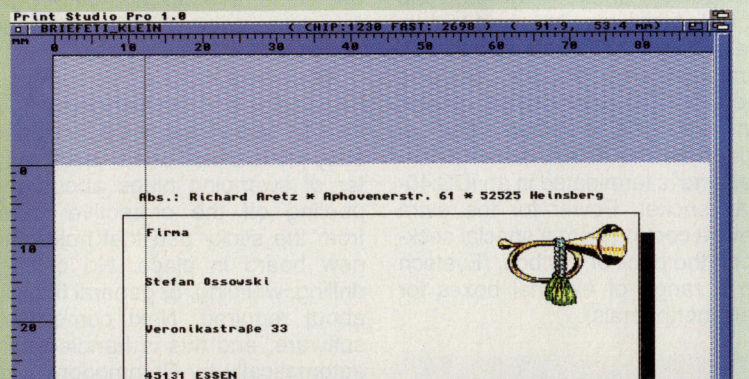 Print Studio Pro 1.0
BRIEFETI_KLEIN ( CHIP:1230 FAST: 2698 ) ( 91.9, 53.4 mm)
MM 0 10 20 30 40 50 60 70 80
0
Abs.: Richard Aretz * Aphovenerstr. 61 * 52525 Heinsberg
Firma
10
Stefan Ossowski
20
Veronikastraße 33
45131 ESSEN